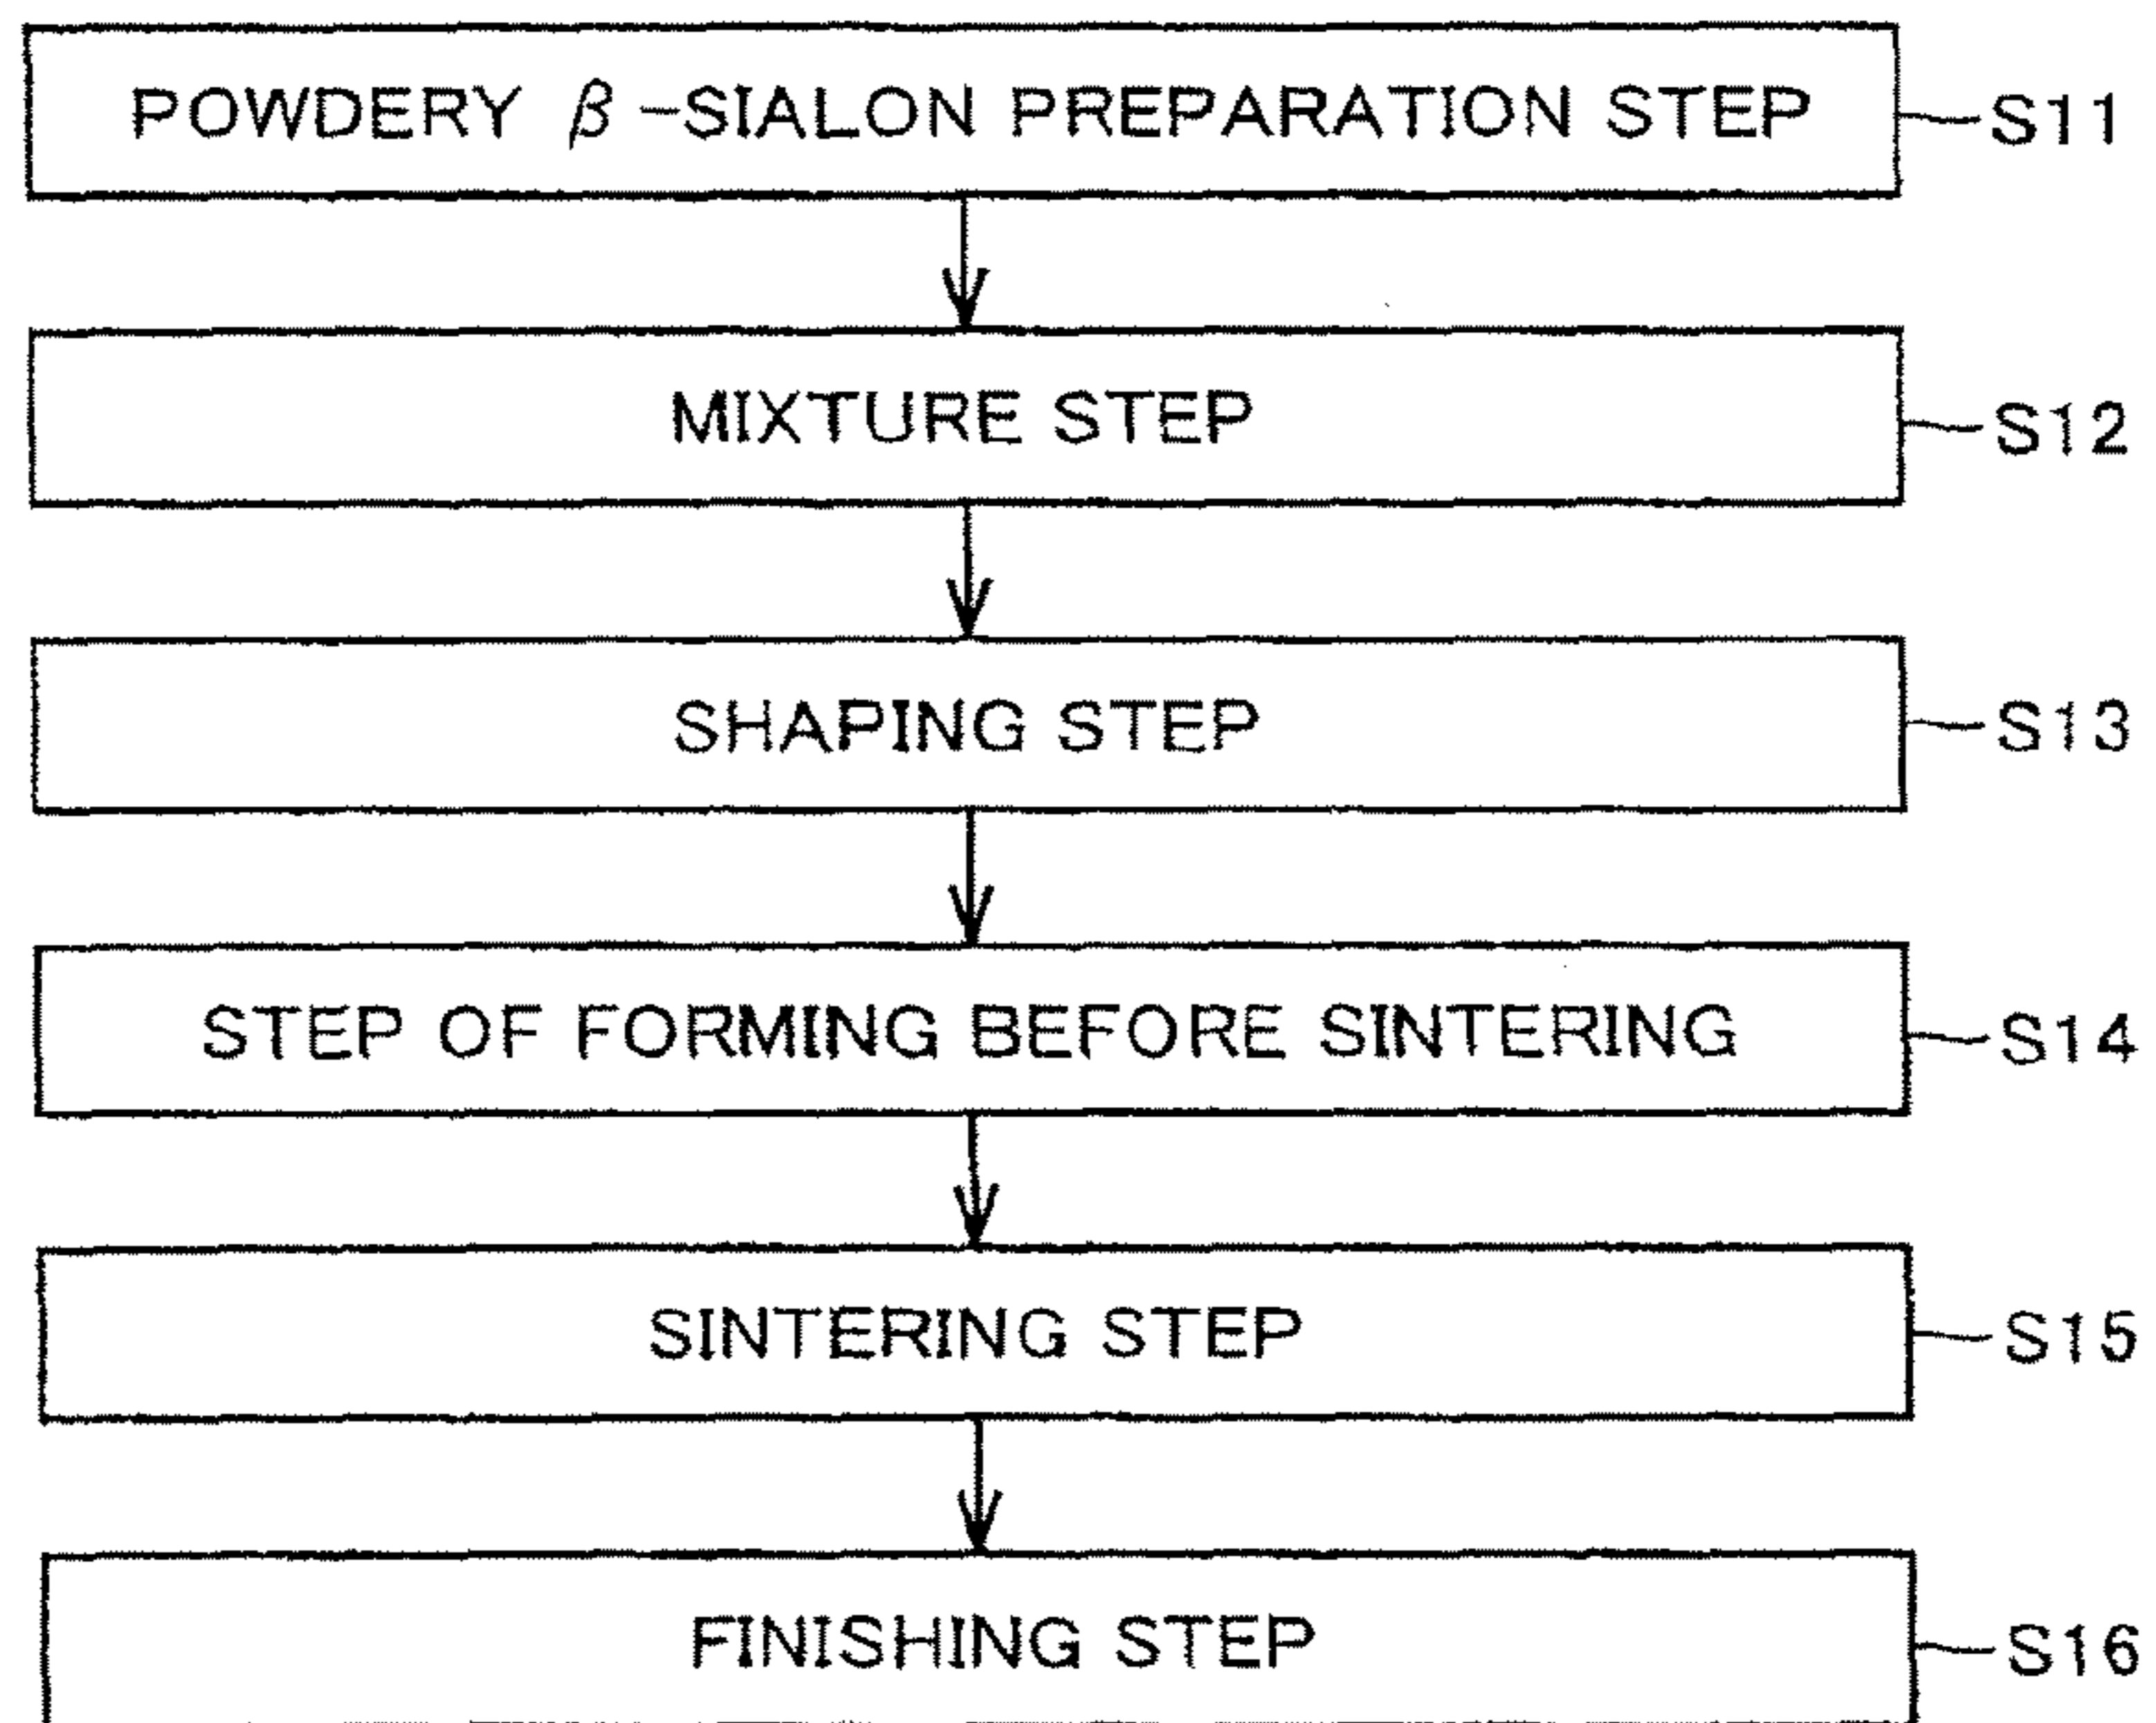 POWDERY β-SIALON PREPARATION STEP S11
MIXTURE STEP S12
SHAPING STEP S13
STEP OF FORMING BEFORE SINTERING S14
SINTERING STEP S15
FINISHING STEP S16